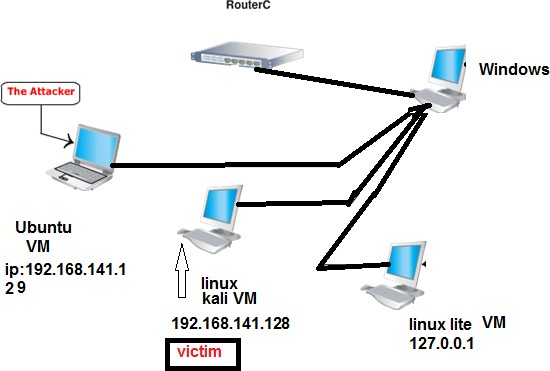 RouterC
Windows
The Attacker
Ubuntu
VM
ip:192.168.141.1
29
linux
kali VM
192.168.141.128
victim
linux lite VM
127.0.0.1